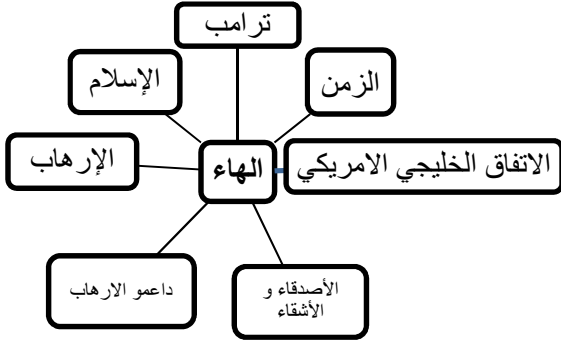 ترامب
الزمن
الإسلام
الاتفاق الخليجي الامريكي
الهاء
الإرهاب
داعمو الارهاب
الأصدقاء و
الأشقاء